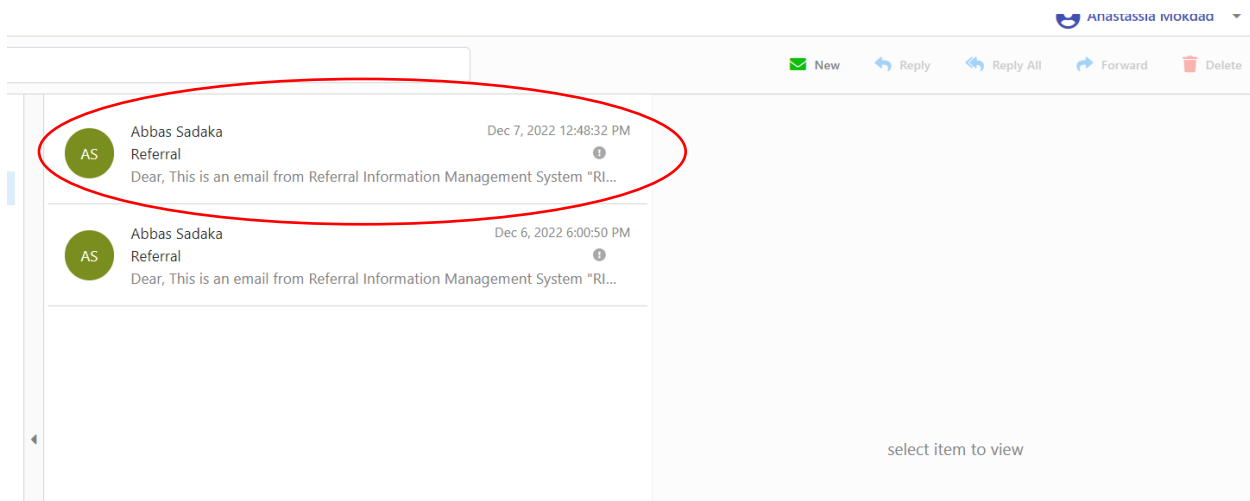 Anastassia Mokdad
New Reply Reply All Forward Delete
AS
Abbas Sadaka Dec 7, 2022 12:48:32 PM
Referral
Dear, This is an email from Referral Information Management System "RI...
AS
Abbas Sadaka Dec 6, 2022 6:00:50 PM
Referral
Dear, This is an email from Referral Information Management System "RI...
select item to view